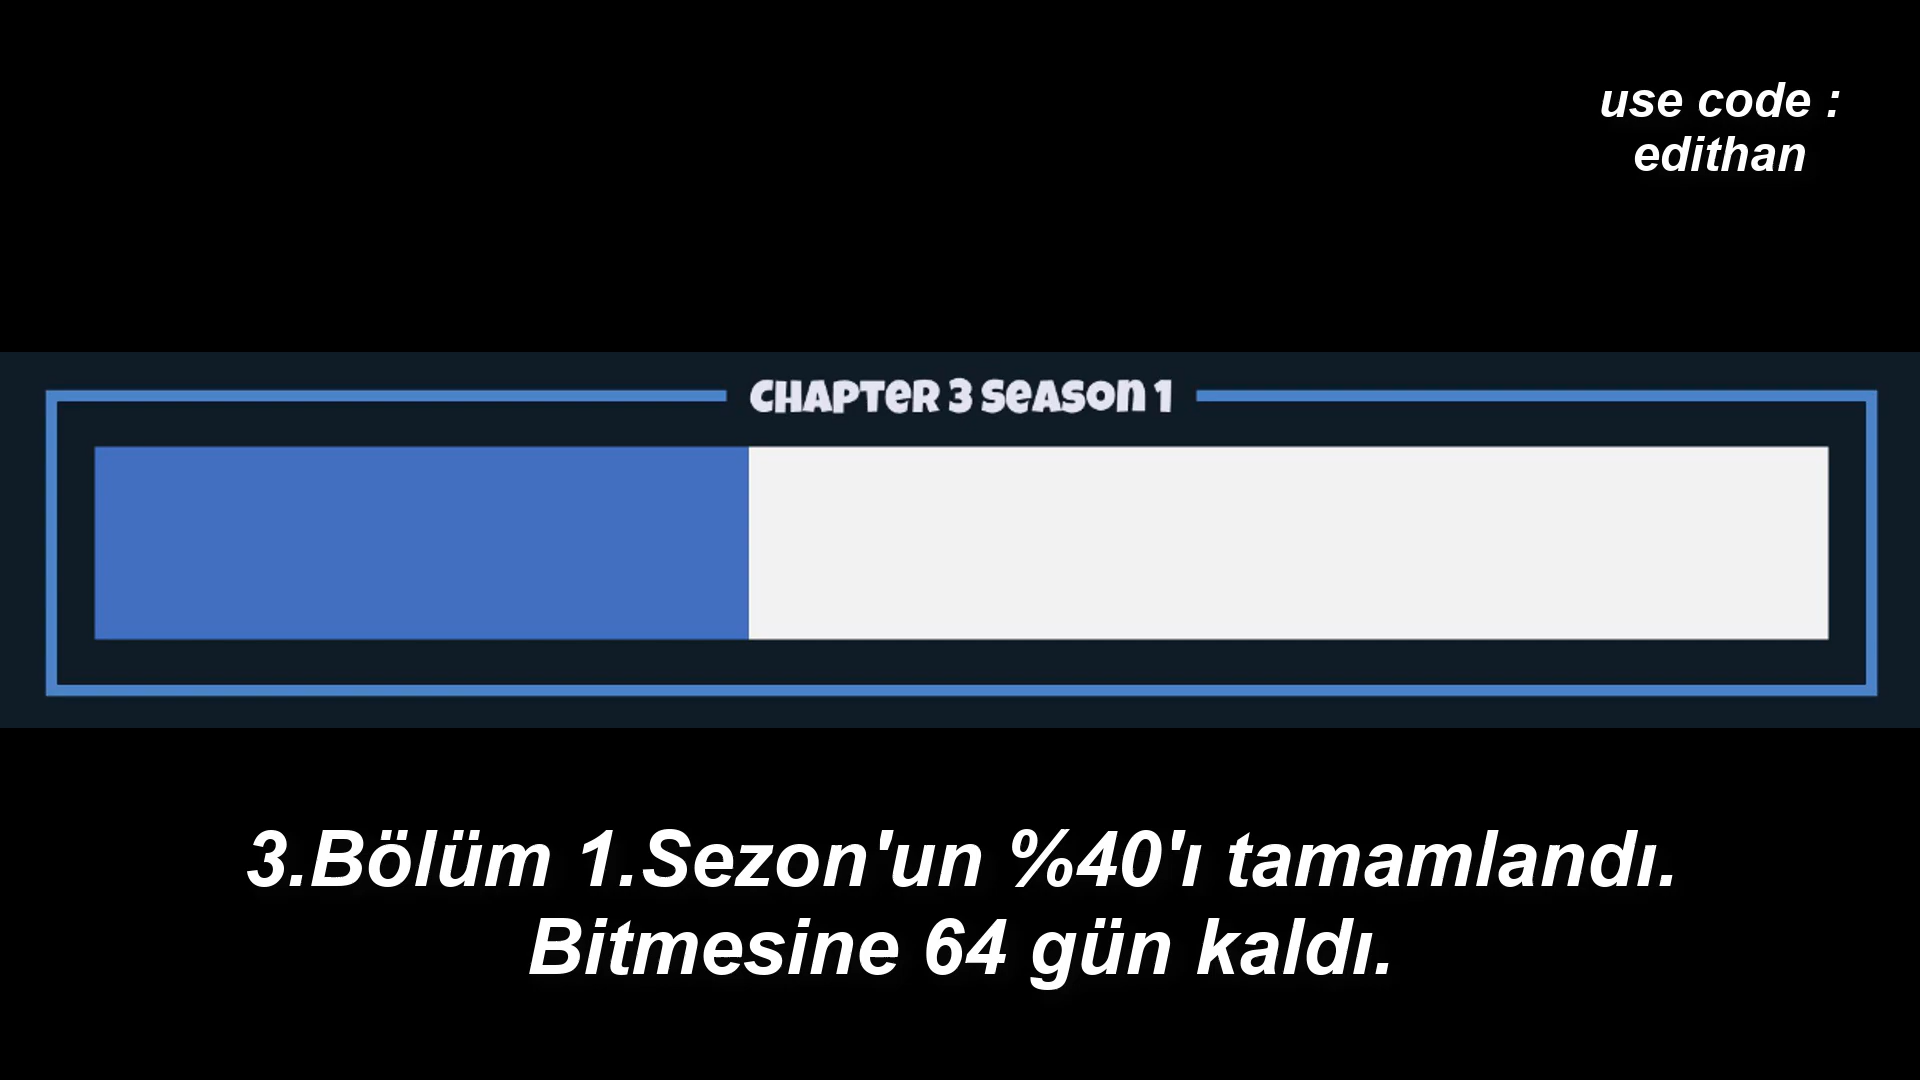 use code :
edithan
CHAPTER 3 SEASON 1
3.Bölüm 1.Sezon'un %40'ı tamamlandı.
Bitmesine 64 gün kaldı.